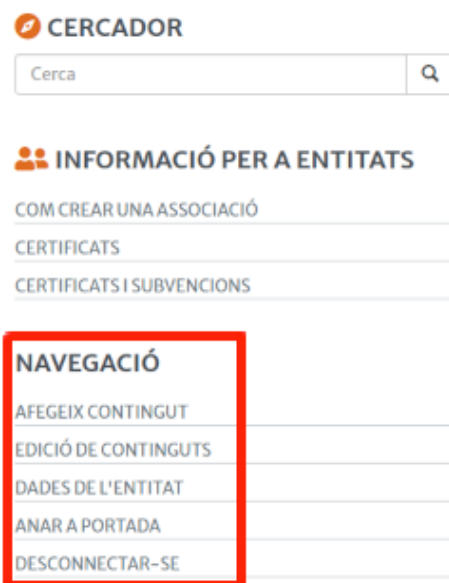 CERCADOR
Cerca
INFORMACIÓ PER A ENTITATS
COM CREAR UNA ASSOCIACIÓ
CERTIFICATS
CERTIFICATS I SUBVENCIONS
NAVEGACIÓ
AFEGEIX CONTINGUT
EDICIÓ DE CONTINGUTS
DADES DE L'ENTITAT
ANAR A PORTADA
DESCONNECTAR-SE